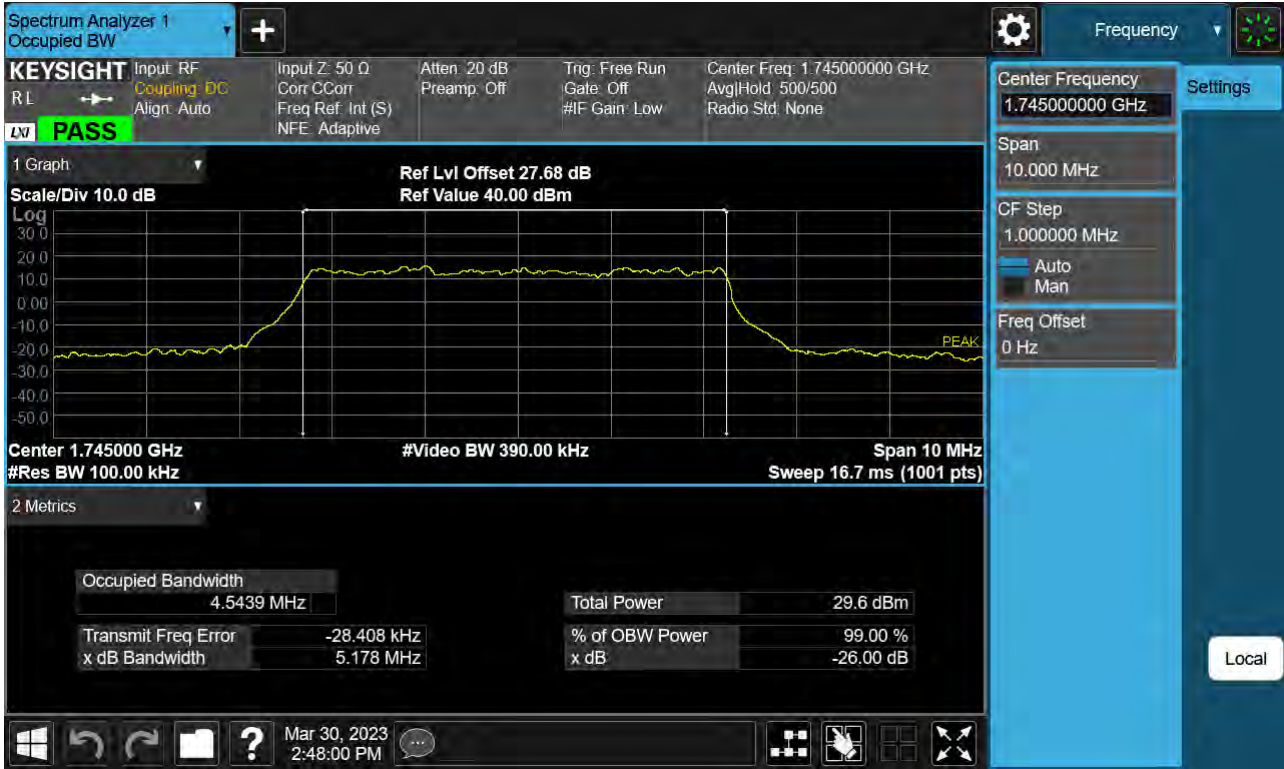 Spectrum Analyzer 1
Occupied BW
+
Frequency
KEYSIGHT
R L
LXI PASS
Input: RF
Coupling: DC
Align: Auto
Input Z: 50 Ω
Corr CCorr
Freq Ref: Int (S)
NFE: Adaptive
Atten: 20 dB
Preamp: Off
Trig: Free Run
Gate: Off
#IF Gain: Low
Center Freq: 1.745000000 GHz
Avg|Hold: 500/500
Radio Std: None
Center Frequency
1.745000000 GHz
Settings
Span
10.000 MHz
CF Step
1.000000 MHz
Auto
Man
Freq Offset
0 Hz
Local
1 Graph
Scale/Div 10.0 dB
Ref Lvl Offset 27.68 dB
Ref Value 40.00 dBm
Log
30.0
20.0
10.0
0.00
-10.0
-20.0
-30.0
-40.0
-50.0
PEAK
Center 1.745000 GHz
#Video BW 390.00 kHz
Span 10 MHz
#Res BW 100.00 kHz
Sweep 16.7 ms (1001 pts)
2 Metrics
Occupied Bandwidth
4.5439 MHz
Total Power 29.6 dBm
Transmit Freq Error -28.408 kHz
% of OBW Power 99.00 %
x dB Bandwidth 5.178 MHz
x dB -26.00 dB
?
Mar 30, 2023
2:48:00 PM